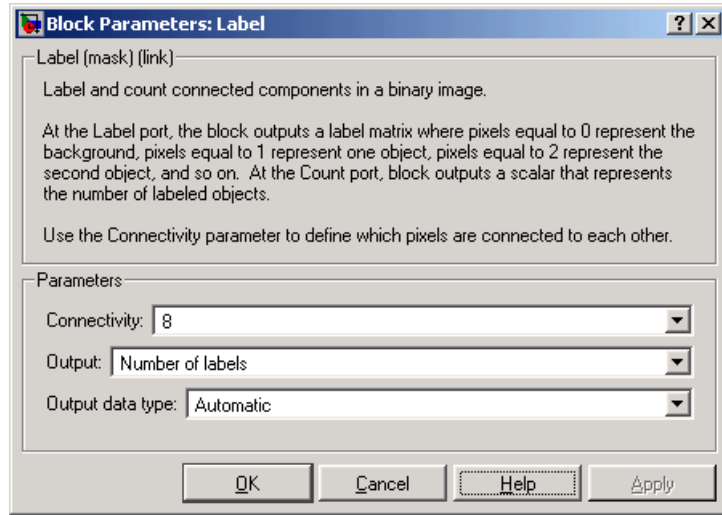 Block Parameters: Label
Label (mask) (link)
Label and count connected components in a binary image.
At the Label port, the block outputs a label matrix where pixels equal to 0 represent the
background, pixels equal to 1 represent one object, pixels equal to 2 represent the
second object, and so on. At the Count port, block outputs a scalar that represents
the number of labeled objects.
Use the Connectivity parameter to define which pixels are connected to each other.
Parameters
Connectivity: 8
Output: Number of labels
Output data type: Automatic
OK Cancel Help Apply